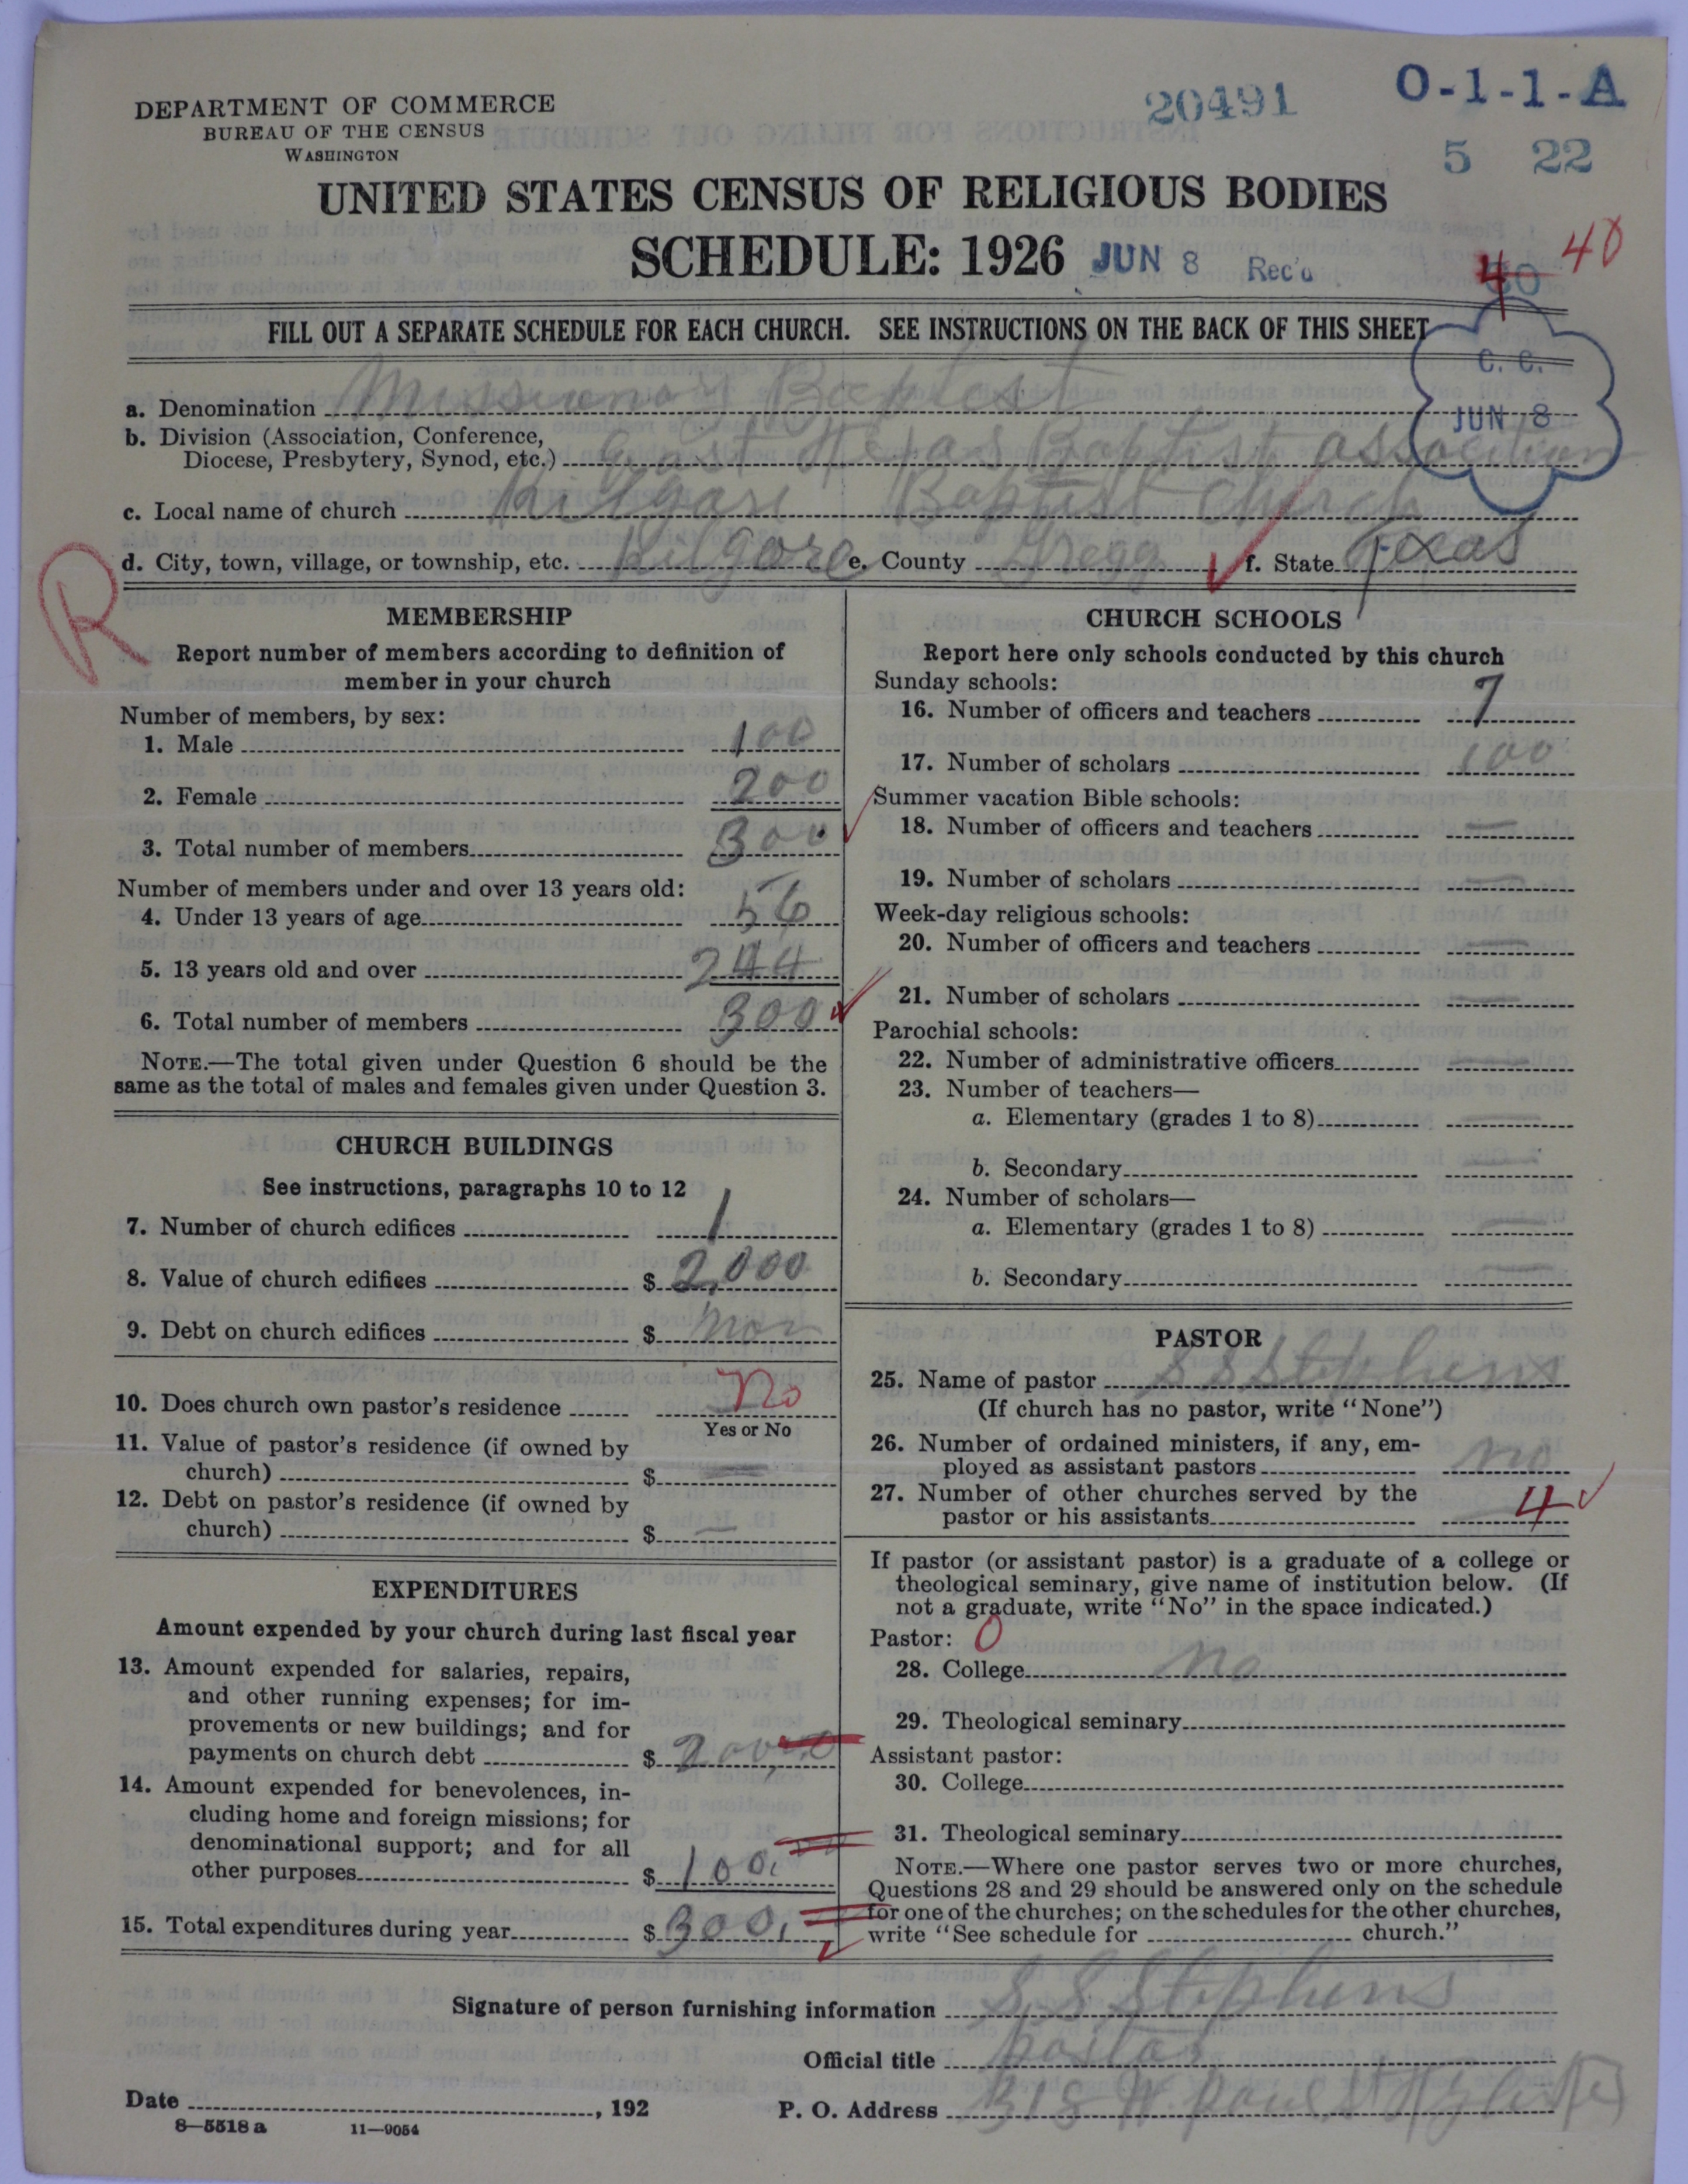 DEPARTMENT OF COMMERCE
BUREAU OF THE CENSUS
WASHINGTON
20491
O-1-1-A
5 22
UNITED STATES CENSUS OF RELIGIOUS BODIES
SCHEDULE: 1926 JUN 8 Rec'd
40
FILL OUT A SEPARATE SCHEDULE FOR EACH CHURCH. SEE INSTRUCTIONS ON THE BACK OF THIS SHEET
C. C.
JUN 8
a. Denomination Missionary Baptist
b. Division (Association, Conference,
Diocese, Presbytery, Synod, etc.) East Texas Baptist association
c. Local name of church Kilgore Baptist Church
d. City, town, village, or township, etc. Kilgore e. County Gregg f. State Texas
R
MEMBERSHIP
Report number of members according to definition of
member in your church
Number of members, by sex:
1. Male 100
2. Female 200
3. Total number of members 300
Number of members under and over 13 years old:
4. Under 13 years of age 56
5. 13 years old and over 244
6. Total number of members 300
NOTE.—The total given under Question 6 should be the
same as the total of males and females given under Question 3.
CHURCH BUILDINGS
See instructions, paragraphs 10 to 12
7. Number of church edifices 1
8. Value of church edifices $ 2,000
9. Debt on church edifices $ non
10. Does church own pastor's residence No
Yes or No
11. Value of pastor's residence (if owned by
church) $ —
12. Debt on pastor's residence (if owned by
church) $ —
EXPENDITURES
Amount expended by your church during last fiscal year
13. Amount expended for salaries, repairs,
and other running expenses; for im-
provements or new buildings; and for
payments on church debt $
14. Amount expended for benevolences, in-
cluding home and foreign missions; for
denominational support; and for all
other purposes $ 100.
15. Total expenditures during year $ 300.
CHURCH SCHOOLS
Report here only schools conducted by this church
Sunday schools:
16. Number of officers and teachers 7
17. Number of scholars 100
Summer vacation Bible schools:
18. Number of officers and teachers —
19. Number of scholars —
Week-day religious schools:
20. Number of officers and teachers —
21. Number of scholars —
Parochial schools:
22. Number of administrative officers —
23. Number of teachers—
a. Elementary (grades 1 to 8) —
b. Secondary —
24. Number of scholars—
a. Elementary (grades 1 to 8) —
b. Secondary —
PASTOR
25. Name of pastor S S Stephens
(If church has no pastor, write "None")
26. Number of ordained ministers, if any, em-
ployed as assistant pastors no
27. Number of other churches served by the
pastor or his assistants 4
If pastor (or assistant pastor) is a graduate of a college or
theological seminary, give name of institution below. (If
not a graduate, write "No" in the space indicated.)
Pastor: 0
28. College no
29. Theological seminary
Assistant pastor:
30. College
31. Theological seminary
NOTE.—Where one pastor serves two or more churches,
Questions 28 and 29 should be answered only on the schedule
for one of the churches; on the schedules for the other churches,
write "See schedule for church."
Signature of person furnishing information S. S Stephens
Official title pastor
Date , 192
P. O. Address
8—5518 a 11—9054